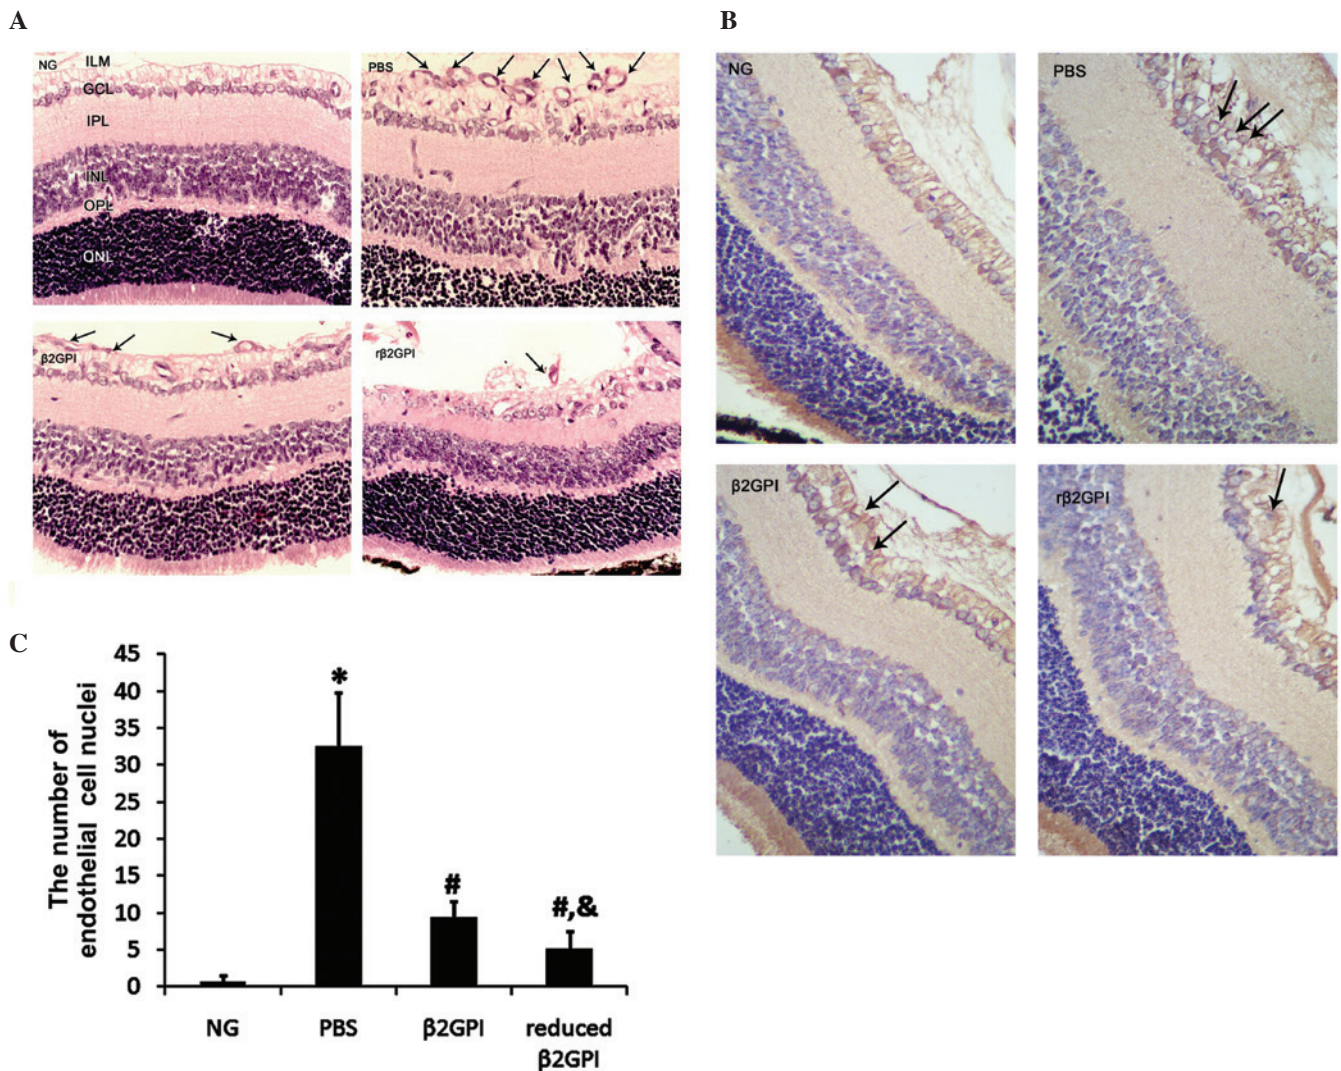 A
NG
ILM
GCL
IPL
INL
OPL
ONL
PBS
β2GPI
rβ2GPI
B
NG
PBS
β2GPI
rβ2GPI
C
The number of
endothelial cell nuclei
45
40
35
30
25
20
15
10
5
0
*
#
#,&
NG
PBS
β2GPI
reduced
β2GPI